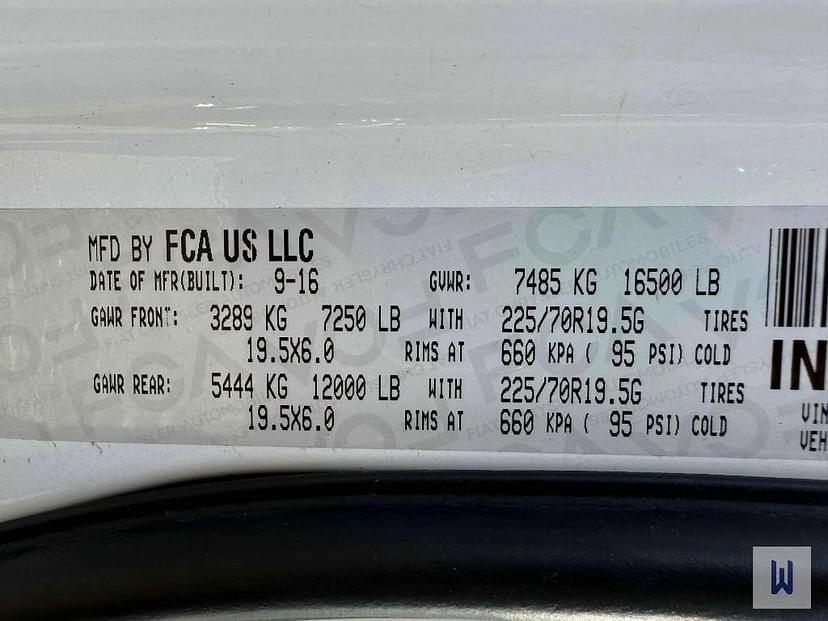 MFD BY FCA US LLC
DATE OF MFR(BUILT): 9-16 GVWR: 7485 KG 16500 LB
GAWR FRONT: 3289 KG 7250 LB WITH 225/70R19.5G TIRES
19.5X6.0 RIMS AT 660 KPA ( 95 PSI) COLD
GAWR REAR: 5444 KG 12000 LB WITH 225/70R19.5G TIRES
19.5X6.0 RIMS AT 660 KPA ( 95 PSI) COLD
IN
VIN
VEH
W